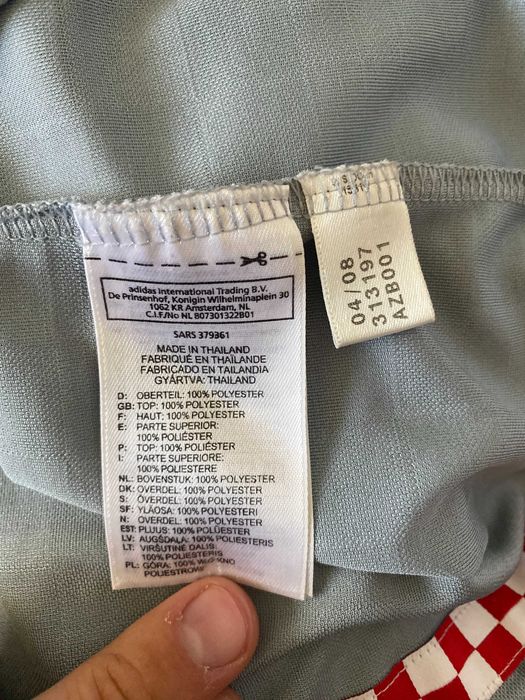 adidas International Trading B.V.
De Prinsenhof, Konigin Wilhelminaplein 30
1062 KR Amsterdam, NL
C.I.F./No NL 807301322B01
SARS 379361
MADE IN THAILAND
FABRIQUÉ EN THAÏLANDE
FABRICADO EN TAILANDIA
GYÁRTVA: THAILAND
D: OBERTEIL: 100% POLYESTER
GB: TOP: 100% POLYESTER
F: HAUT: 100% POLYESTER
E: PARTE SUPERIOR:
100% POLIÉSTER
P: TOP: 100% POLIÉSTER
I: PARTE SUPERIORE:
100% POLIESTERE
NL: BOVENSTUK: 100% POLYESTER
DK: OVERDEL: 100% POLYESTER
S: ÖVERDEL: 100% POLYESTER
SF: YLÄOSA: 100% POLYESTERI
N: OVERDEL: 100% POLYESTER
EST: PLUUS: 100% POLÜESTER
LV: AUGŠDAĻA: 100% POLIESTERIS
LT: VIRŠUTINĖ DALIS:
100% POLIESTERIS
PL: GÓRA: 100%
POLIESTROW
04/08
313197
AZB001